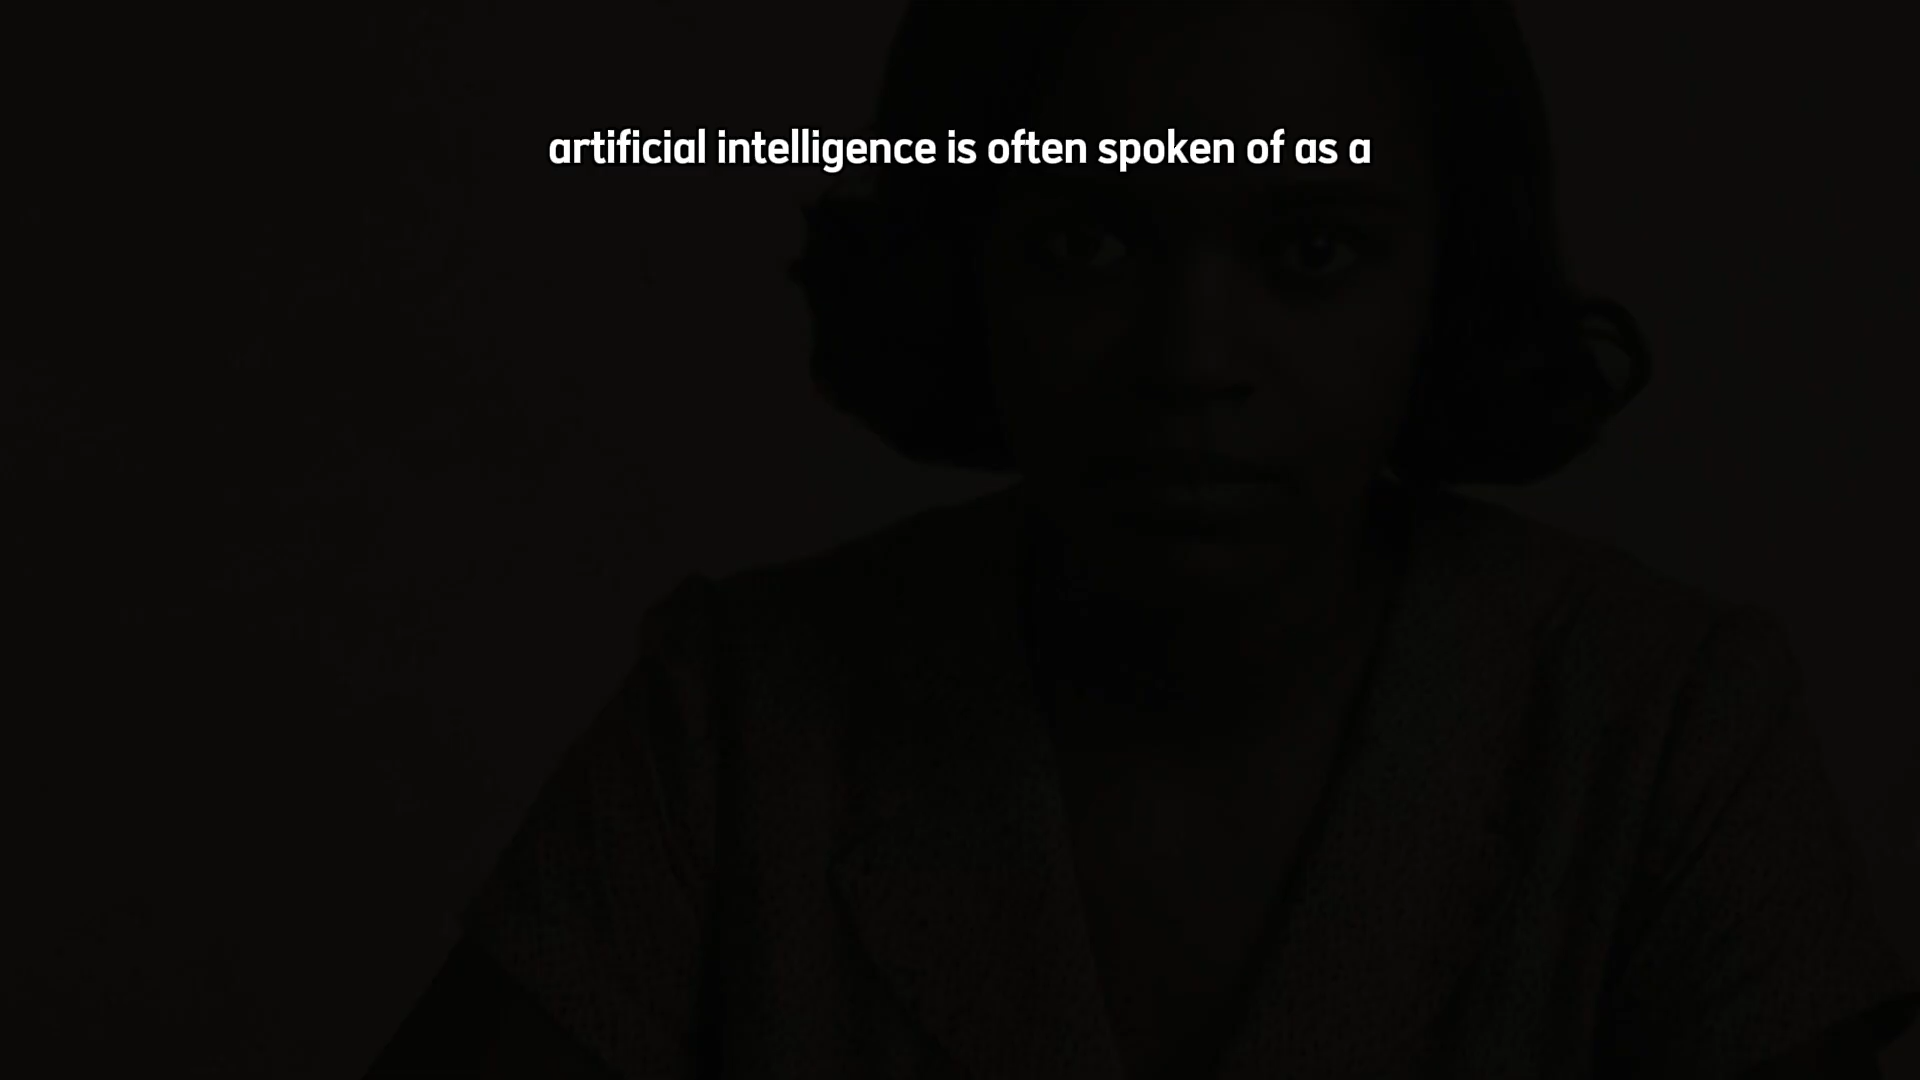 artificial intelligence is often spoken of as a